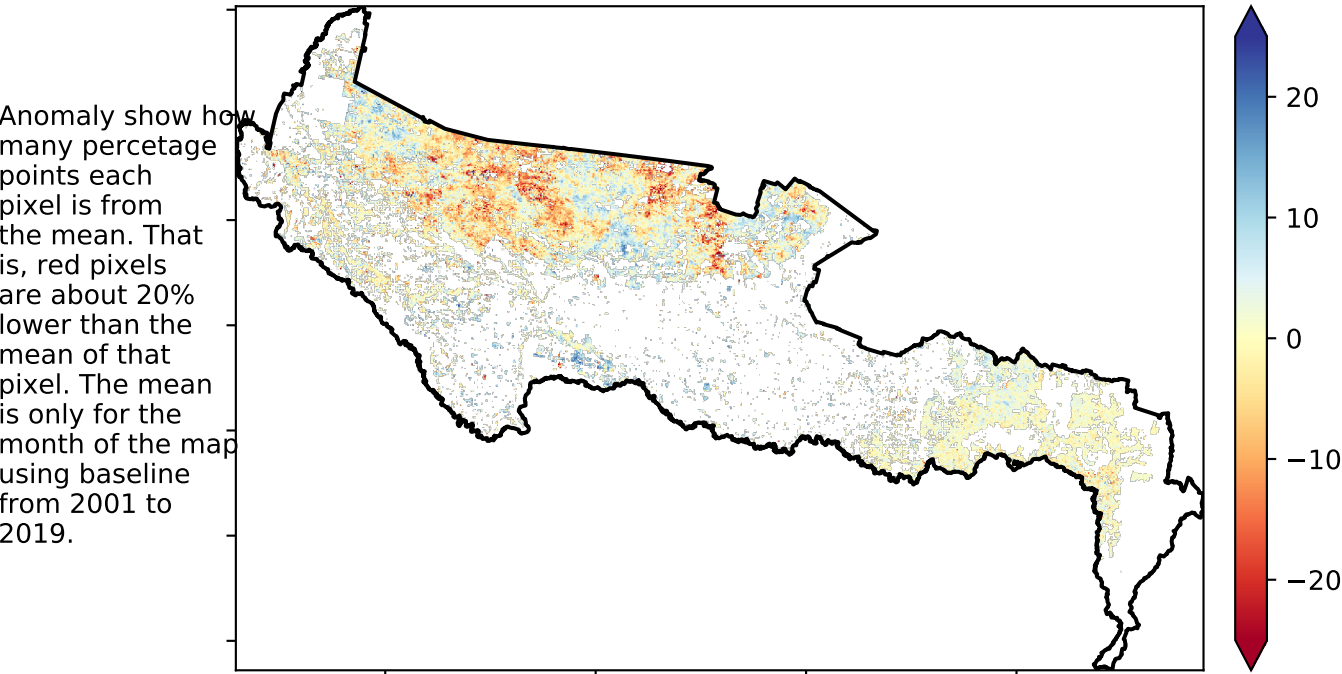 Anomaly show how
many percetage
points each
pixel is from
the mean. That
is, red pixels
are about 20%
lower than the
mean of that
pixel. The mean
is only for the
month of the map
using baseline
from 2001 to
2019.
20
10
0
−10
−20